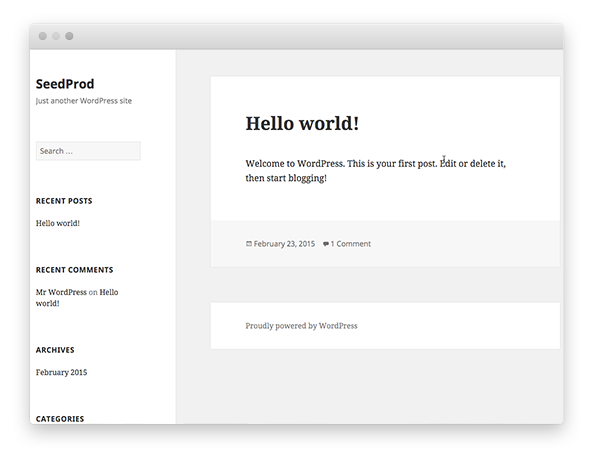 SeedProd
Just another WordPress site
Search ...
RECENT POSTS
Hello world!
RECENT COMMENTS
Mr WordPress on Hello
world!
ARCHIVES
February 2015
CATEGORIES
Hello world!
Welcome to WordPress. This is your first post. Edit or delete it,
then start blogging!
February 23, 2015 1 Comment
Proudly powered by WordPress